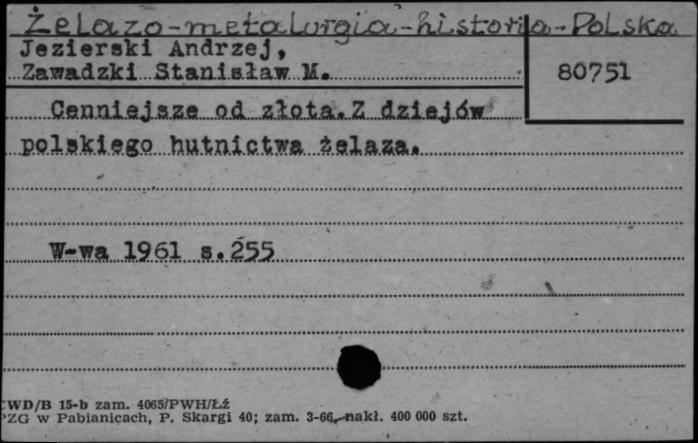 Żelazo-metalurgia-historia-Polska
Jezierski Andrzej,
Zawadzki Stanisław M.
80751
Cenniejsze od złota.Z dziejów
polskiego hutnictwa żelaza.
W-wa 1961 s.255
WD/B 15-b zam. 4065/PWH/Łź
PZG w Pabianicach, P. Skargi 40; zam. 3-66, nakł. 400 000 szt.